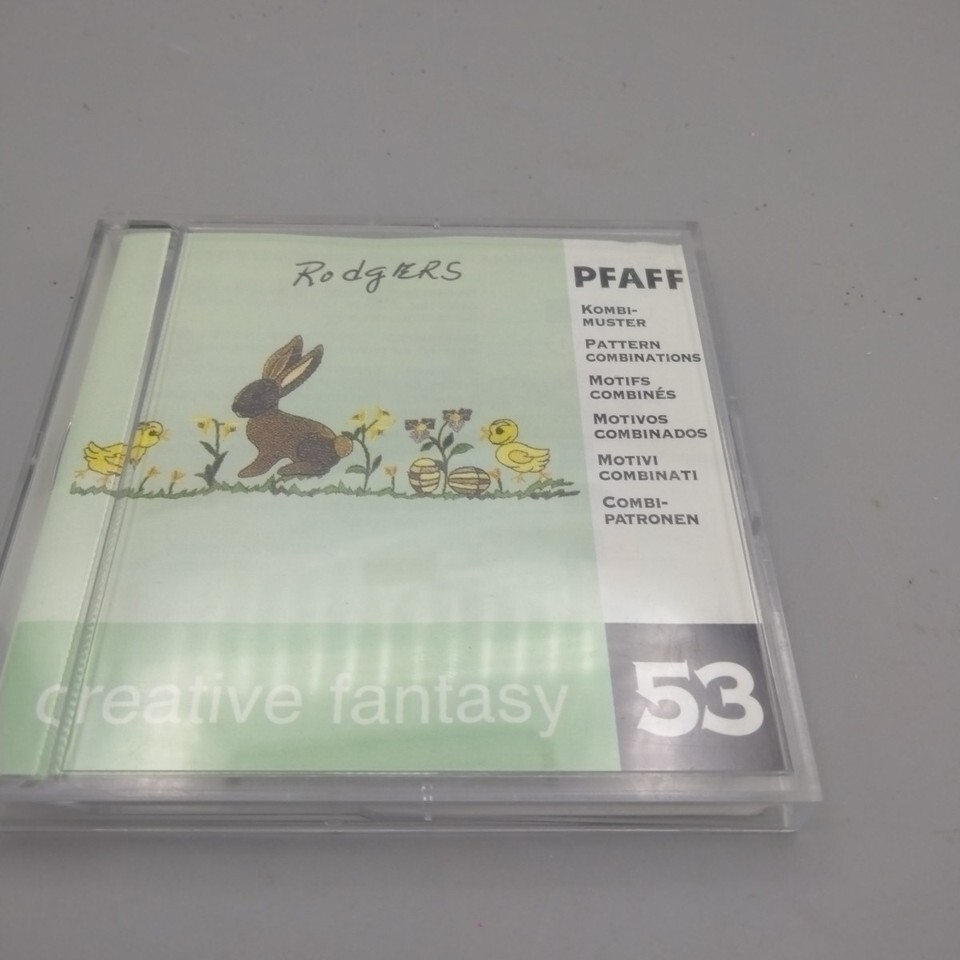 RodgERS
PFAFF
KOMBI-
MUSTER
PATTERN
COMBINATIONS
MOTIFS
COMBINÉS
MOTIVOS
COMBINADOS
MOTIVI
COMBINATI
COMBI-
PATRONEN
creative fantasy
53